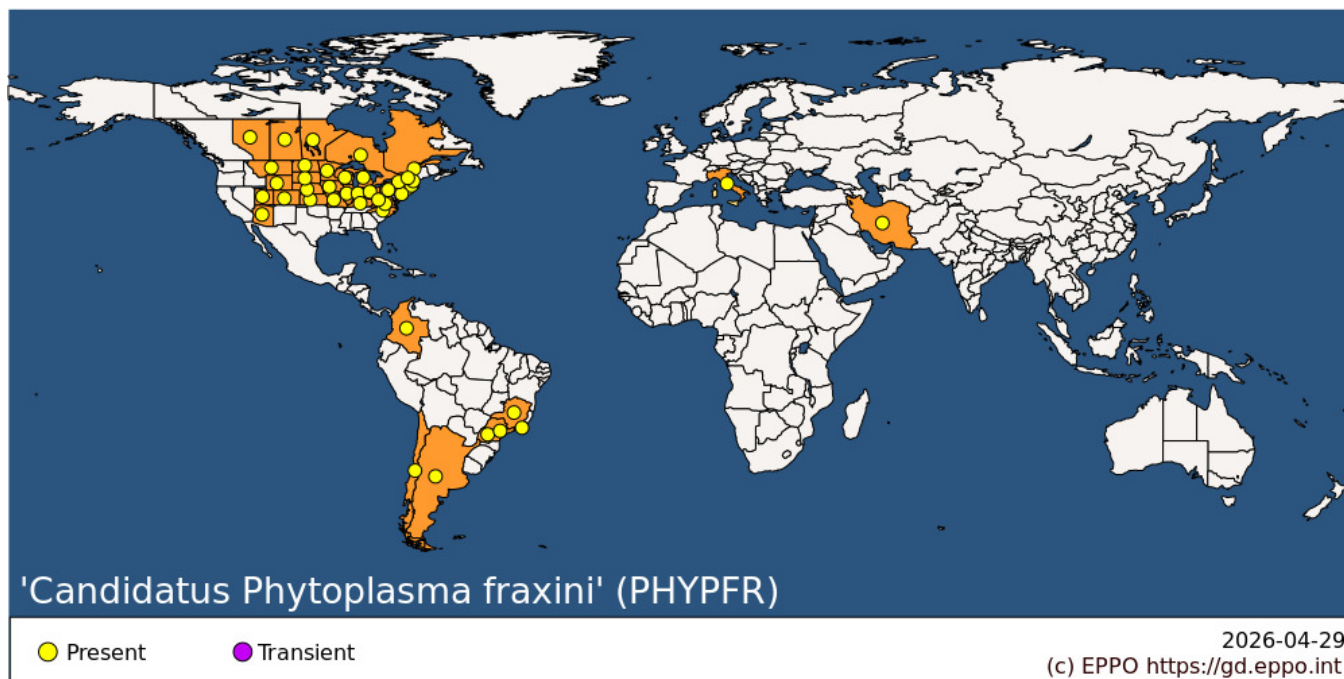 'Candidatus Phytoplasma fraxini' (PHYPFR)
Present
Transient
2026-04-29
(c) EPPO https://gd.eppo.int